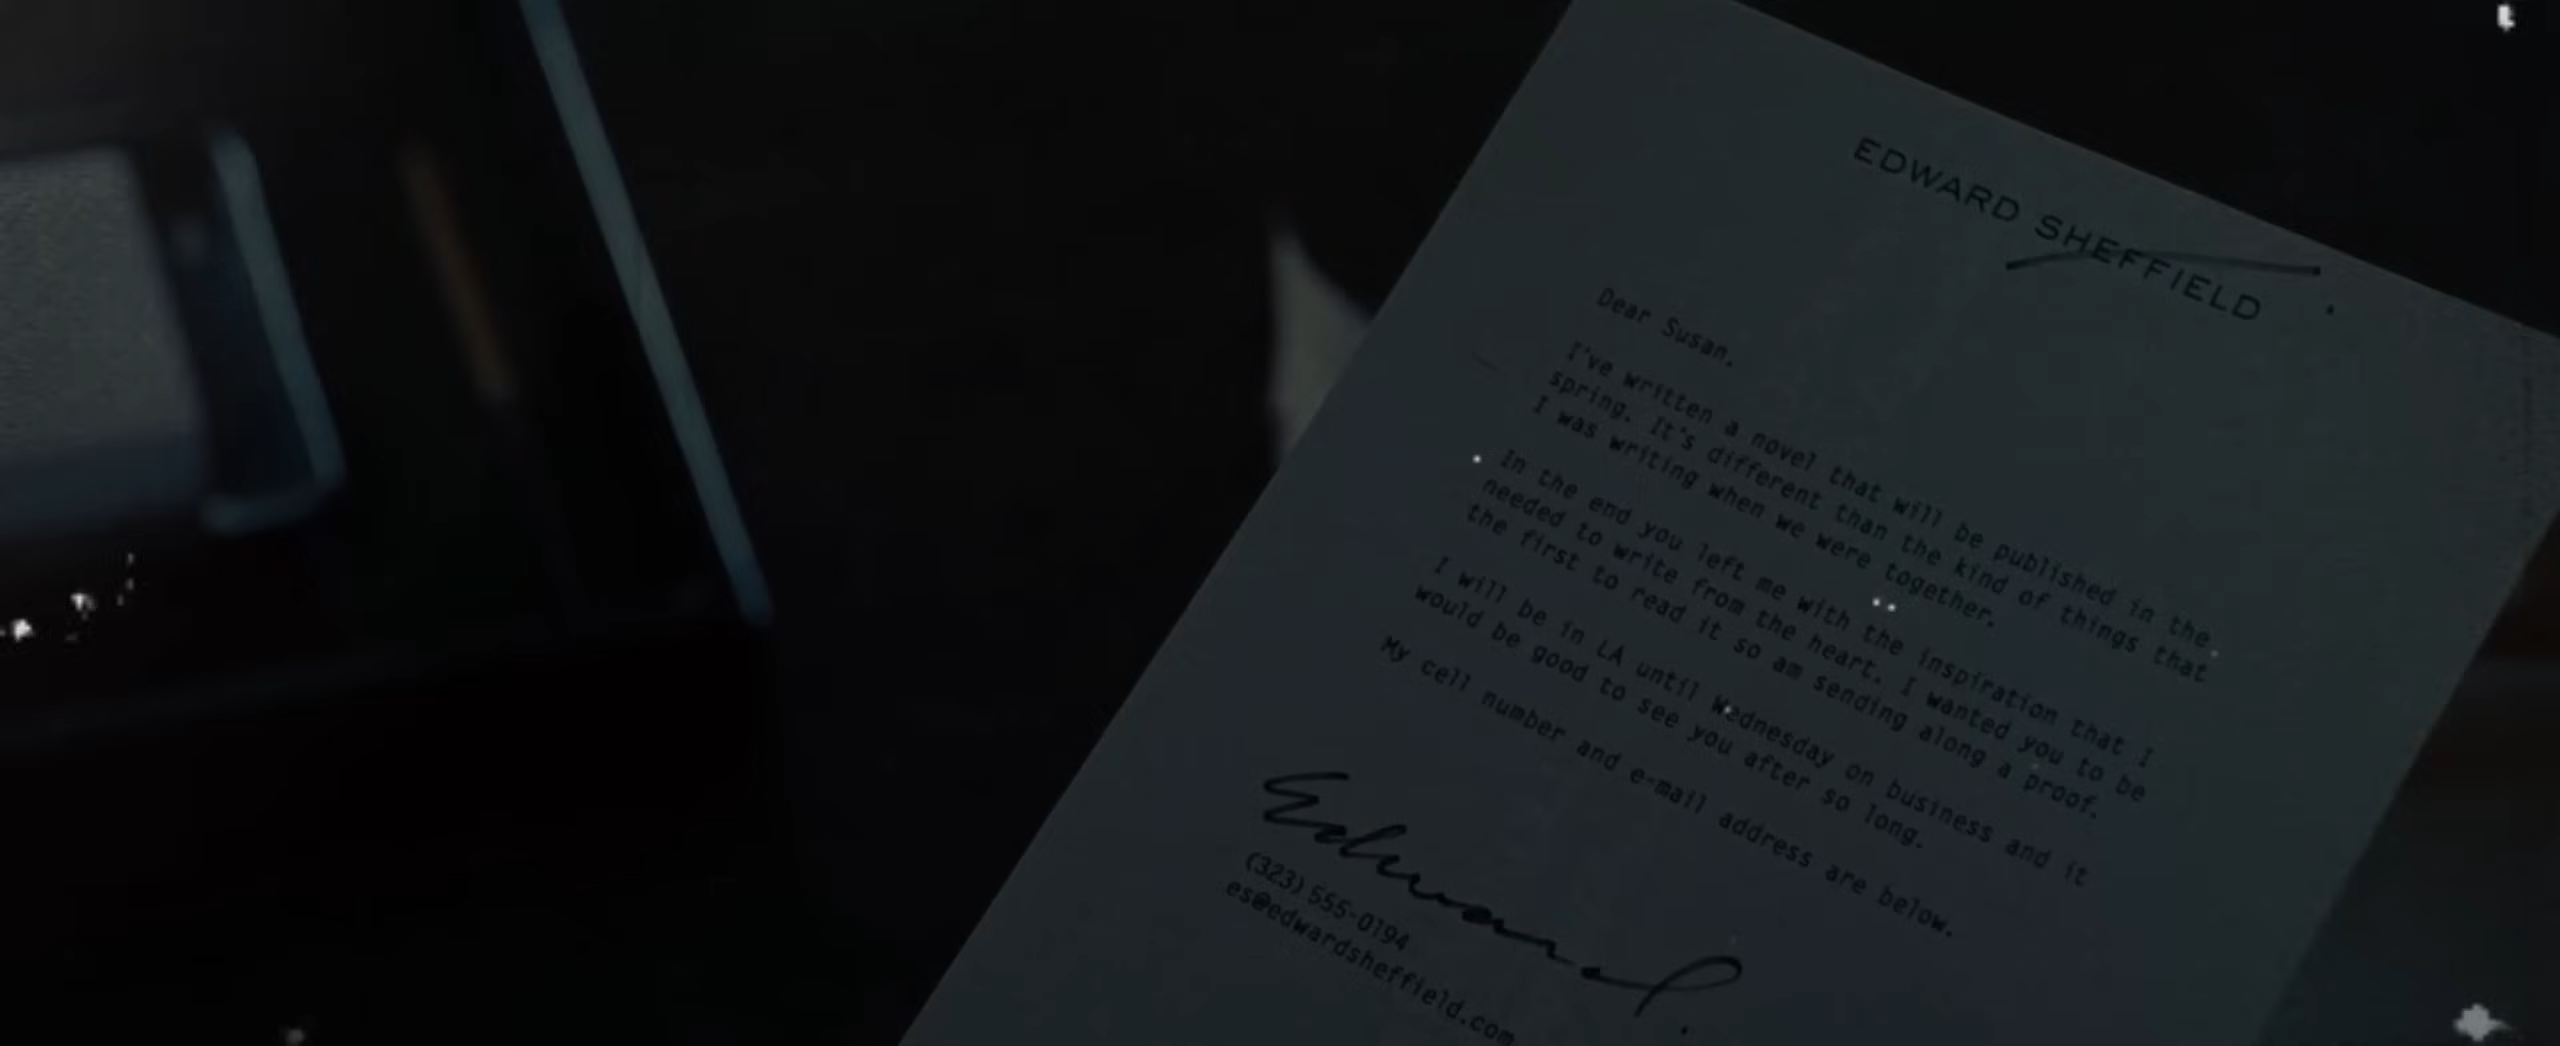 EDWARD SHEFFIELD
Dear Susan,
I've written a novel that will be published in the
spring. It's different than the kind of things that
I was writing when we were together.
In the end you left me with the inspiration that I
needed to write from the heart. I wanted you to be
the first to read it so am sending along a proof.
I will be in LA until Wednesday on business and it
would be good to see you after so long.
My cell number and e-mail address are below.
Edward.
(323) 555-0194
es@edwardsheffield.com